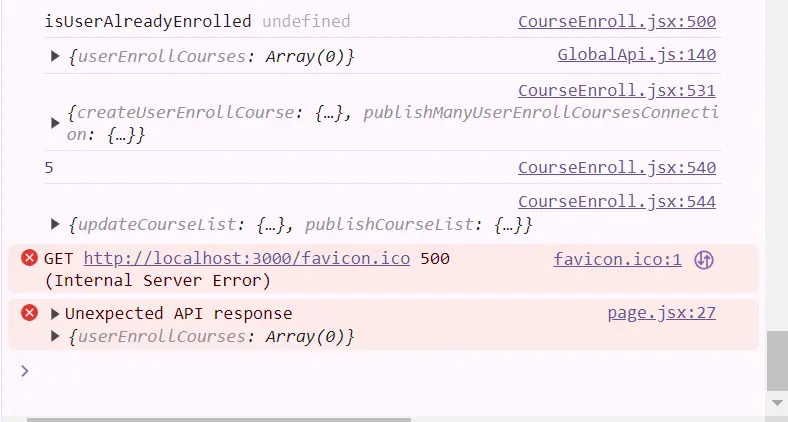 isUserAlreadyEnrolled undefined CourseEnroll.jsx:500
{userEnrollCourses: Array(0)} GlobalApi.js:140
CourseEnroll.jsx:531
{createUserEnrollCourse: {…}, publishManyUserEnrollCoursesConnecti
on: {…}}
5 CourseEnroll.jsx:540
CourseEnroll.jsx:544
{updateCourseList: {…}, publishCourseList: {…}}
GET http://localhost:3000/favicon.ico 500 favicon.ico:1
(Internal Server Error)
Unexpected API response page.jsx:27
{userEnrollCourses: Array(0)}